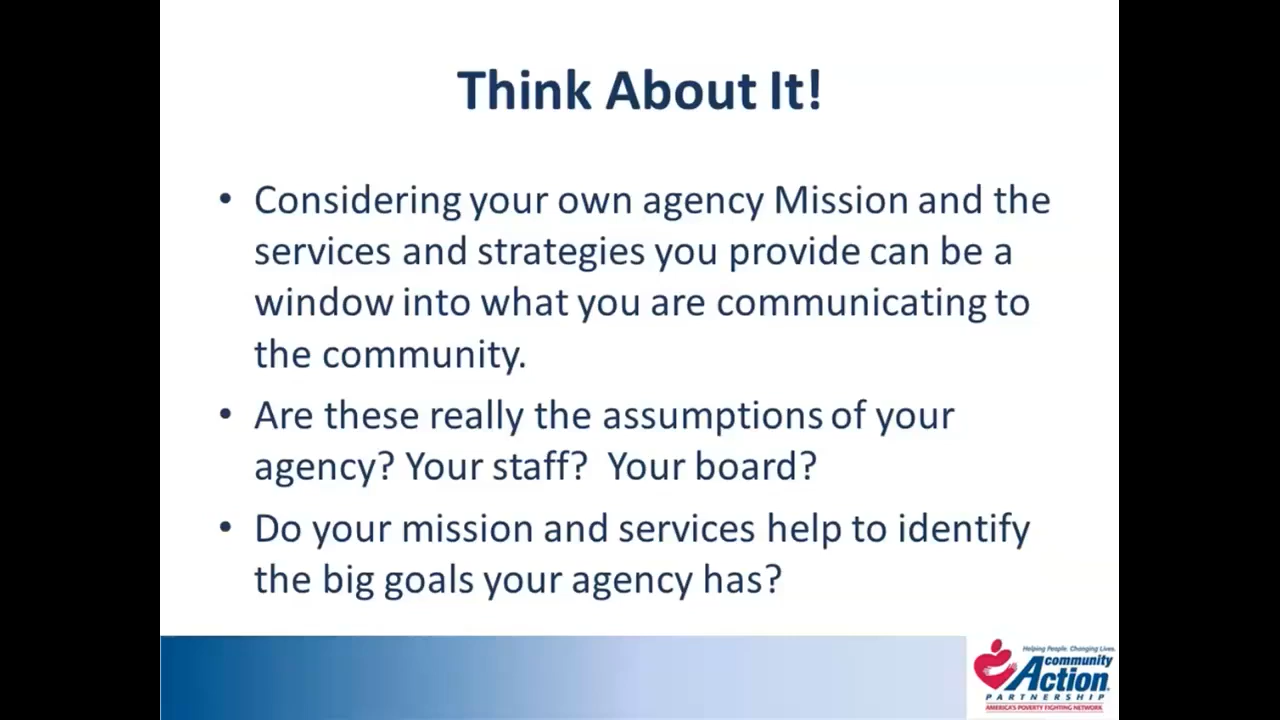 Think About It!
• Considering your own agency Mission and the
services and strategies you provide can be a
window into what you are communicating to
the community.
• Are these really the assumptions of your
agency? Your staff?  Your board?
• Do your mission and services help to identify
the big goals your agency has?
Helping People. Changing Lives.
community
Action
PARTNERSHIP
AMERICA'S POVERTY FIGHTING NETWORK